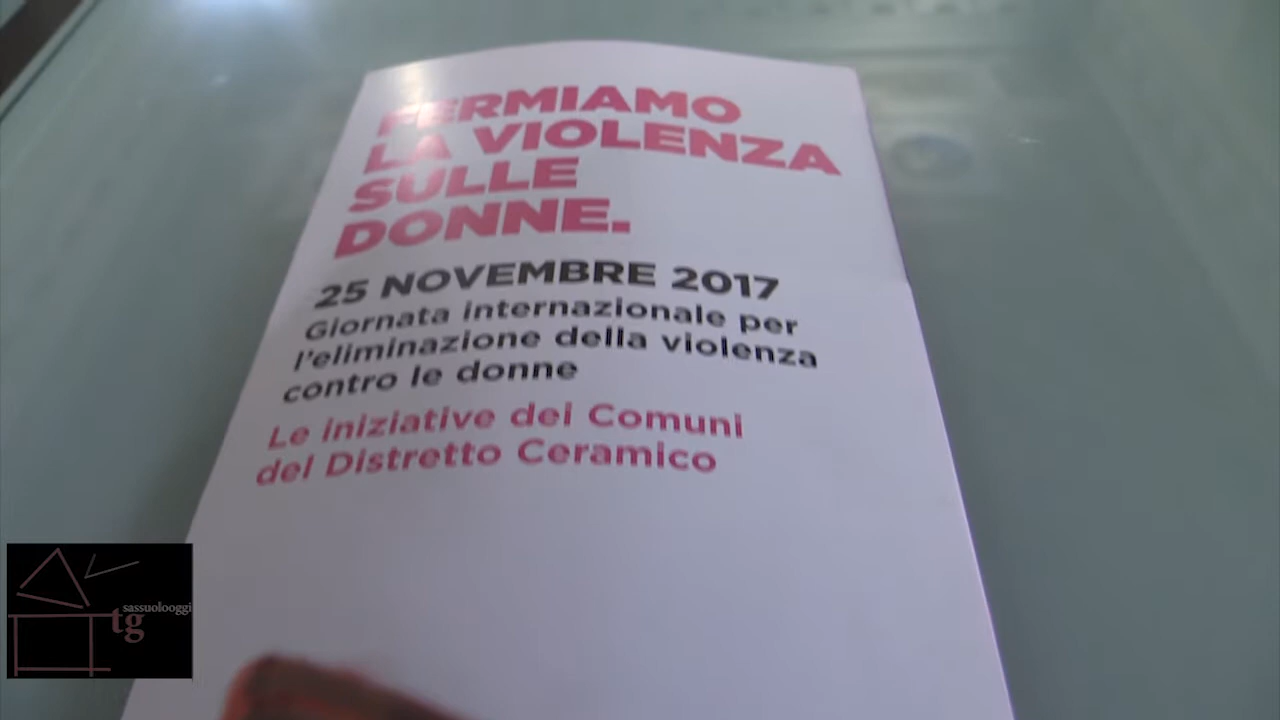 FERMIAMO
LA VIOLENZA
SULLE
DONNE.
25 NOVEMBRE 2017
Giornata internazionale per
l'eliminazione della violenza
contro le donne
Le iniziative dei Comuni
del Distretto Ceramico
sassuolooggi
tg